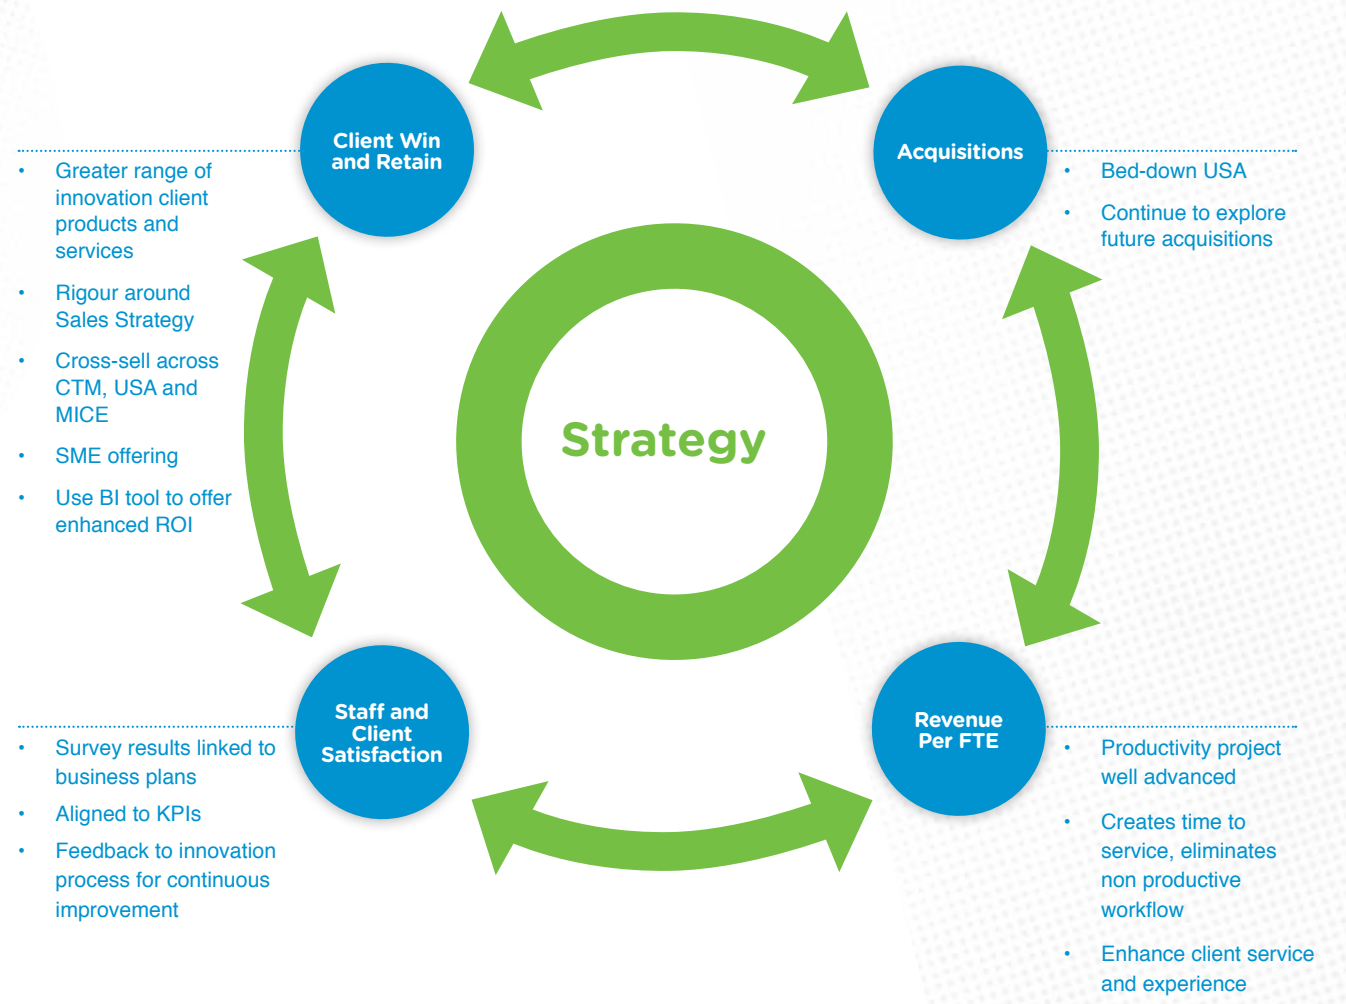 Client Win
and Retain
• Greater range of
innovation client
products and
services
• Rigour around
Sales Strategy
• Cross-sell across
CTM, USA and
MICE
• SME offering
• Use BI tool to offer
enhanced ROI
Acquisitions
• Bed-down USA
• Continue to explore
future acquisitions
Strategy
Staff and
Client
Satisfaction
• Survey results linked to
business plans
• Aligned to KPIs
• Feedback to innovation
process for continuous
improvement
Revenue
Per FTE
• Productivity project
well advanced
• Creates time to
service, eliminates
non productive
workflow
• Enhance client service
and experience